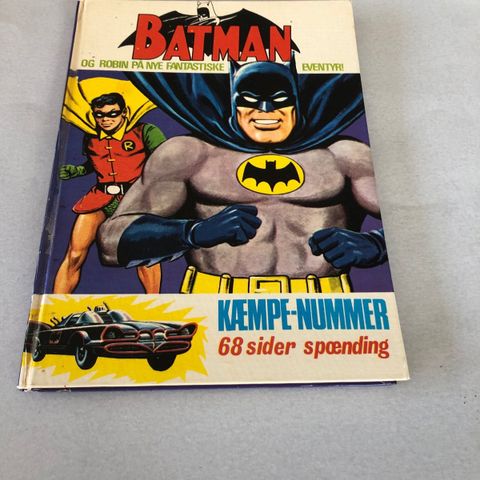 BATMAN
OG ROBIN PÅ NYE FANTASTISKE EVENTYR!
R
KÆMPE-NUMMER
68 sider spænding